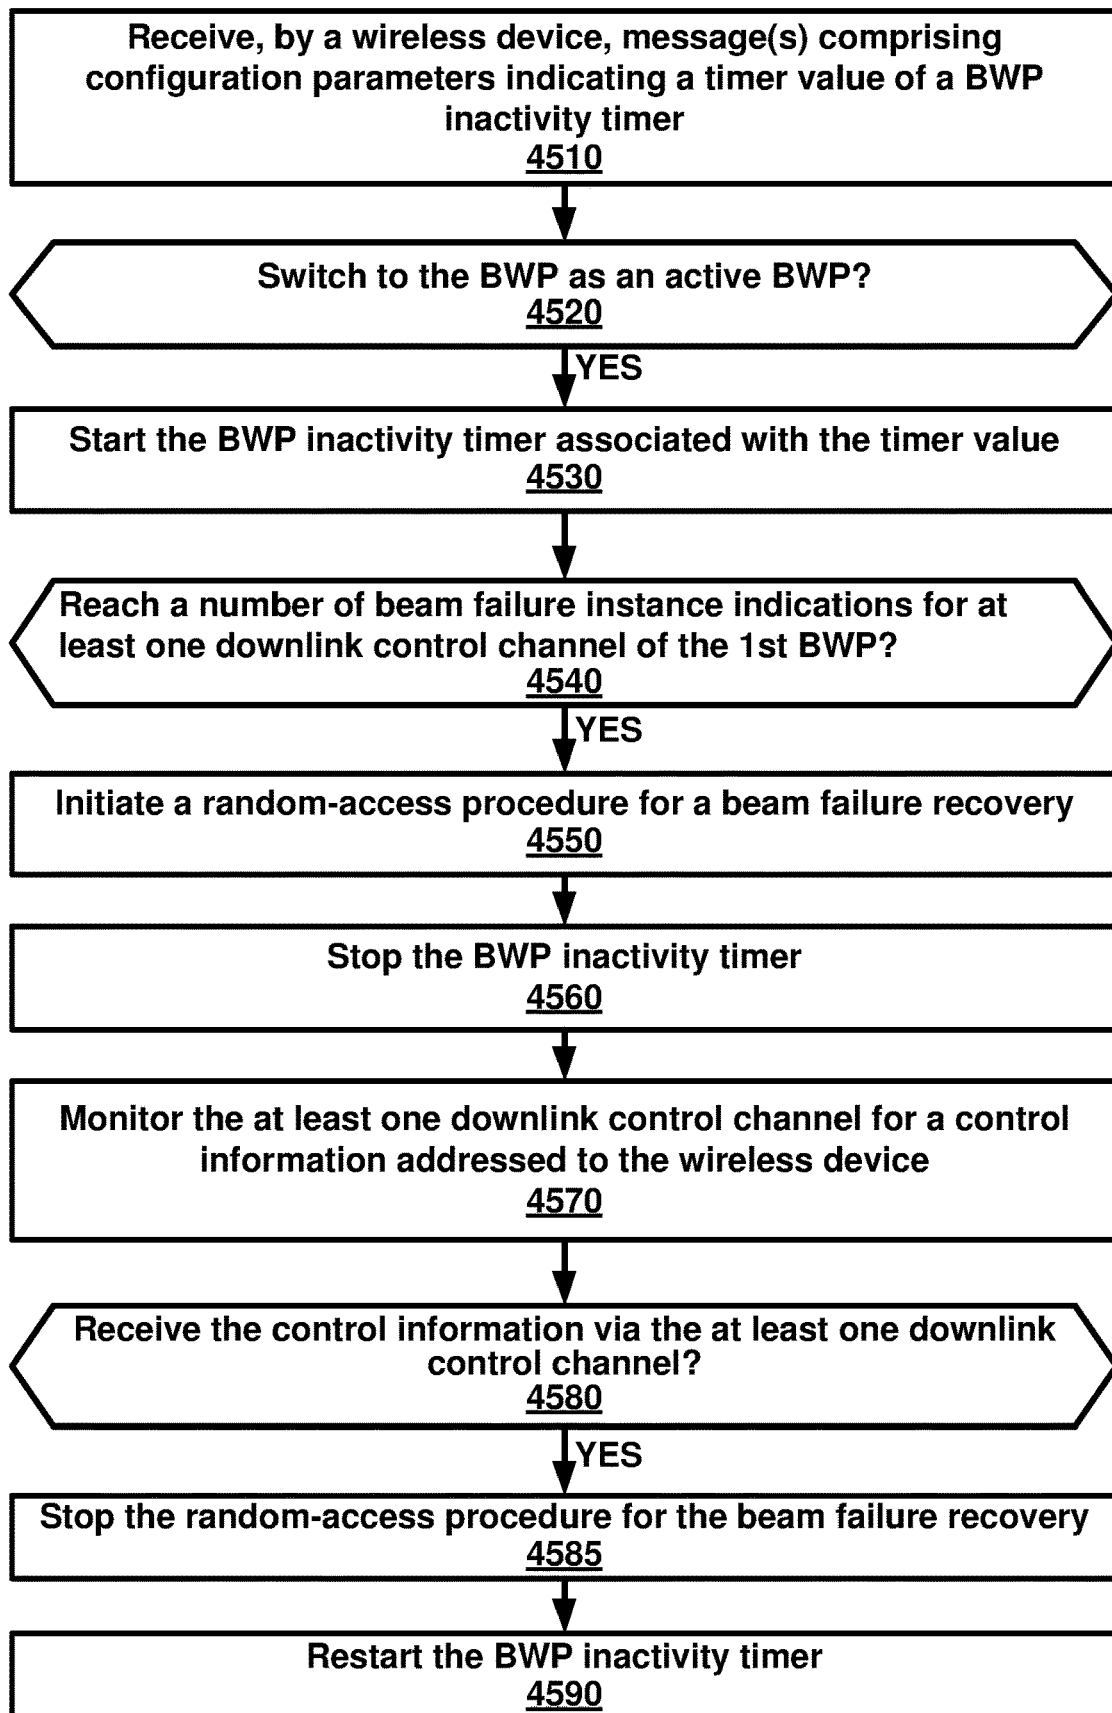 Receive, by a wireless device, message(s) comprising
configuration parameters indicating a timer value of a BWP
inactivity timer
4510
Switch to the BWP as an active BWP?
4520
YES
Start the BWP inactivity timer associated with the timer value
4530
Reach a number of beam failure instance indications for at
least one downlink control channel of the 1st BWP?
4540
YES
Initiate a random-access procedure for a beam failure recovery
4550
Stop the BWP inactivity timer
4560
Monitor the at least one downlink control channel for a control
information addressed to the wireless device
4570
Receive the control information via the at least one downlink
control channel?
4580
YES
Stop the random-access procedure for the beam failure recovery
4585
Restart the BWP inactivity timer
4590